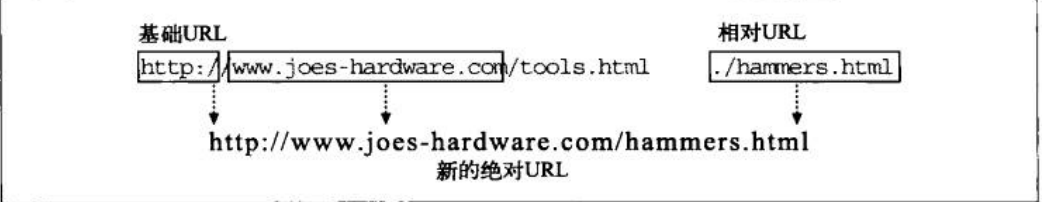 基础URL 相对URL
http://www.joes-hardware.com/tools.html ./hammers.html
http://www.joes-hardware.com/hammers.html
新的绝对URL